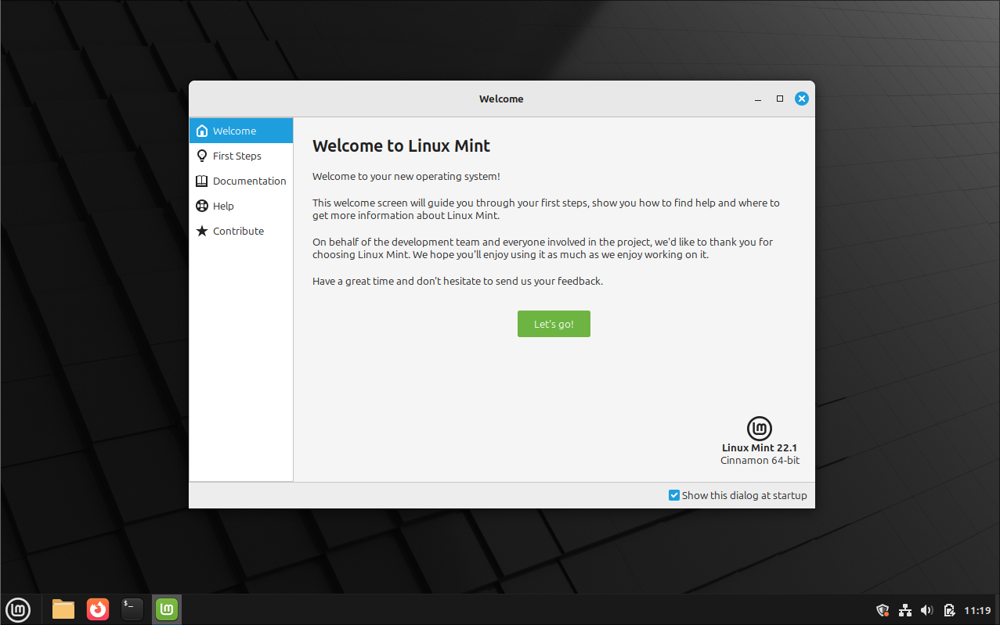 Welcome
Welcome
First Steps
Documentation
Help
Contribute
Welcome to Linux Mint
Welcome to your new operating system!
This welcome screen will guide you through your first steps, show you how to find help and where to
get more information about Linux Mint.
On behalf of the development team and everyone involved in the project, we'd like to thank you for
choosing Linux Mint. We hope you'll enjoy using it as much as we enjoy working on it.
Have a great time and don't hesitate to send us your feedback.
Let's go!
Linux Mint 22.1
Cinnamon 64-bit
Show this dialog at startup
$_
11:19